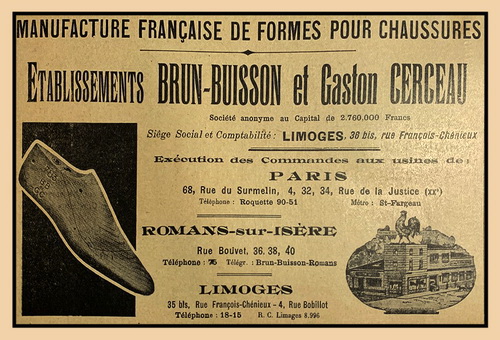 MANUFACTURE FRANÇAISE DE FORMES POUR CHAUSSURES
ETABLISSEMENTS BRUN-BUISSON et Gaston CERCEAU
Société anonyme au Capital de 2.760.000 Francs
Siége Social et Comptabilité: LIMOGES, 36 bis, rue François-Chénieux
Exécution des Commandes aux usines de:
PARIS
68, Rue du Surmelin, 4, 32, 34, Rue de la Justice (XXᵉ)
Téléphone: Roquette 90-51 Métro: St-Fargeau
ROMANS-sur-ISÈRE
Rue Bouvet, 36, 38, 40
Téléphone: 75 Télégr.: Brun-Buisson-Romans
LIMOGES
35 bis, Rue François-Chénieux - 4, Rue Bobillot
Téléphone: 18-15 R. C. Limoges 8.996